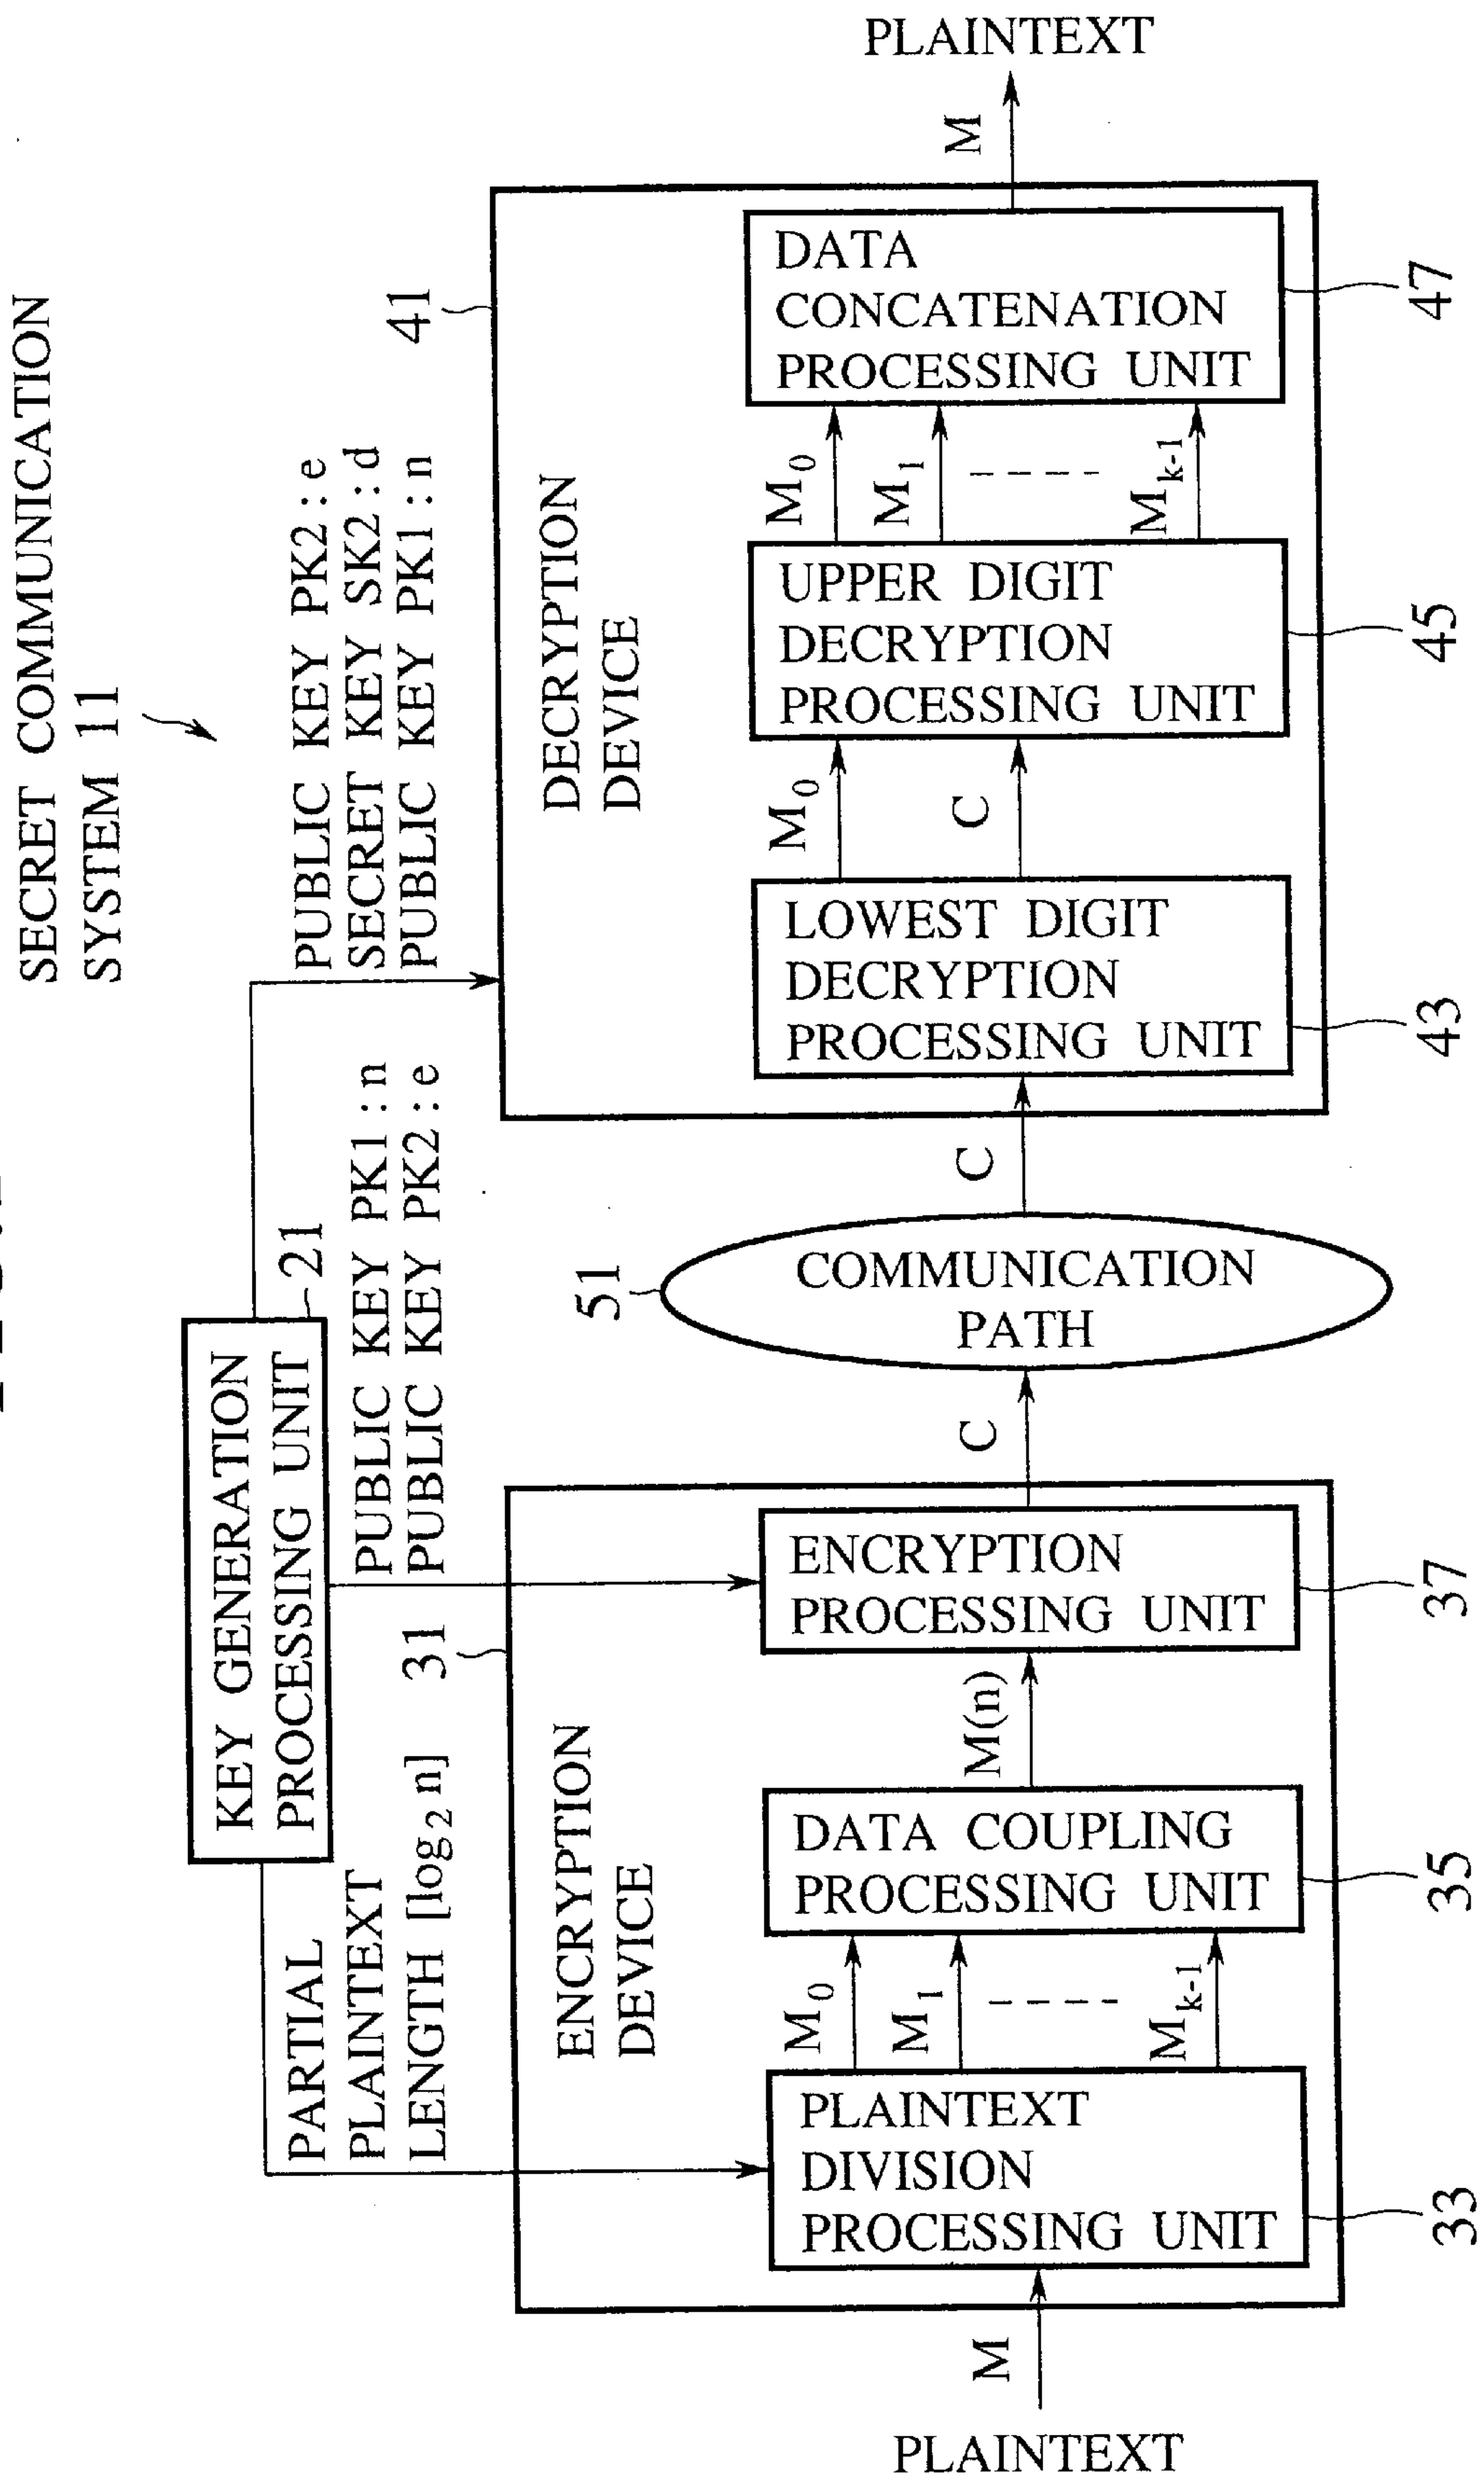 SECRET COMMUNICATION
SYSTEM 11
KEY GENERATION
PROCESSING UNIT
21
PARTIAL
PLAINTEXT
LENGTH [log₂ n]
PUBLIC KEY PK1 : n
PUBLIC KEY PK2 : e
PUBLIC KEY PK2 : e
SECRET KEY SK2 : d
PUBLIC KEY PK1 : n
31
ENCRYPTION
DEVICE
PLAINTEXT
M
PLAINTEXT
DIVISION
PROCESSING UNIT
33
M₀
M₁
Mₖ₋₁
DATA COUPLING
PROCESSING UNIT
35
M(n)
ENCRYPTION
PROCESSING UNIT
37
C
51
COMMUNICATION
PATH
C
41
DECRYPTION
DEVICE
LOWEST DIGIT
DECRYPTION
PROCESSING UNIT
43
M₀
C
UPPER DIGIT
DECRYPTION
PROCESSING UNIT
45
M₀
M₁
Mₖ₋₁
DATA
CONCATENATION
PROCESSING UNIT
47
M
PLAINTEXT